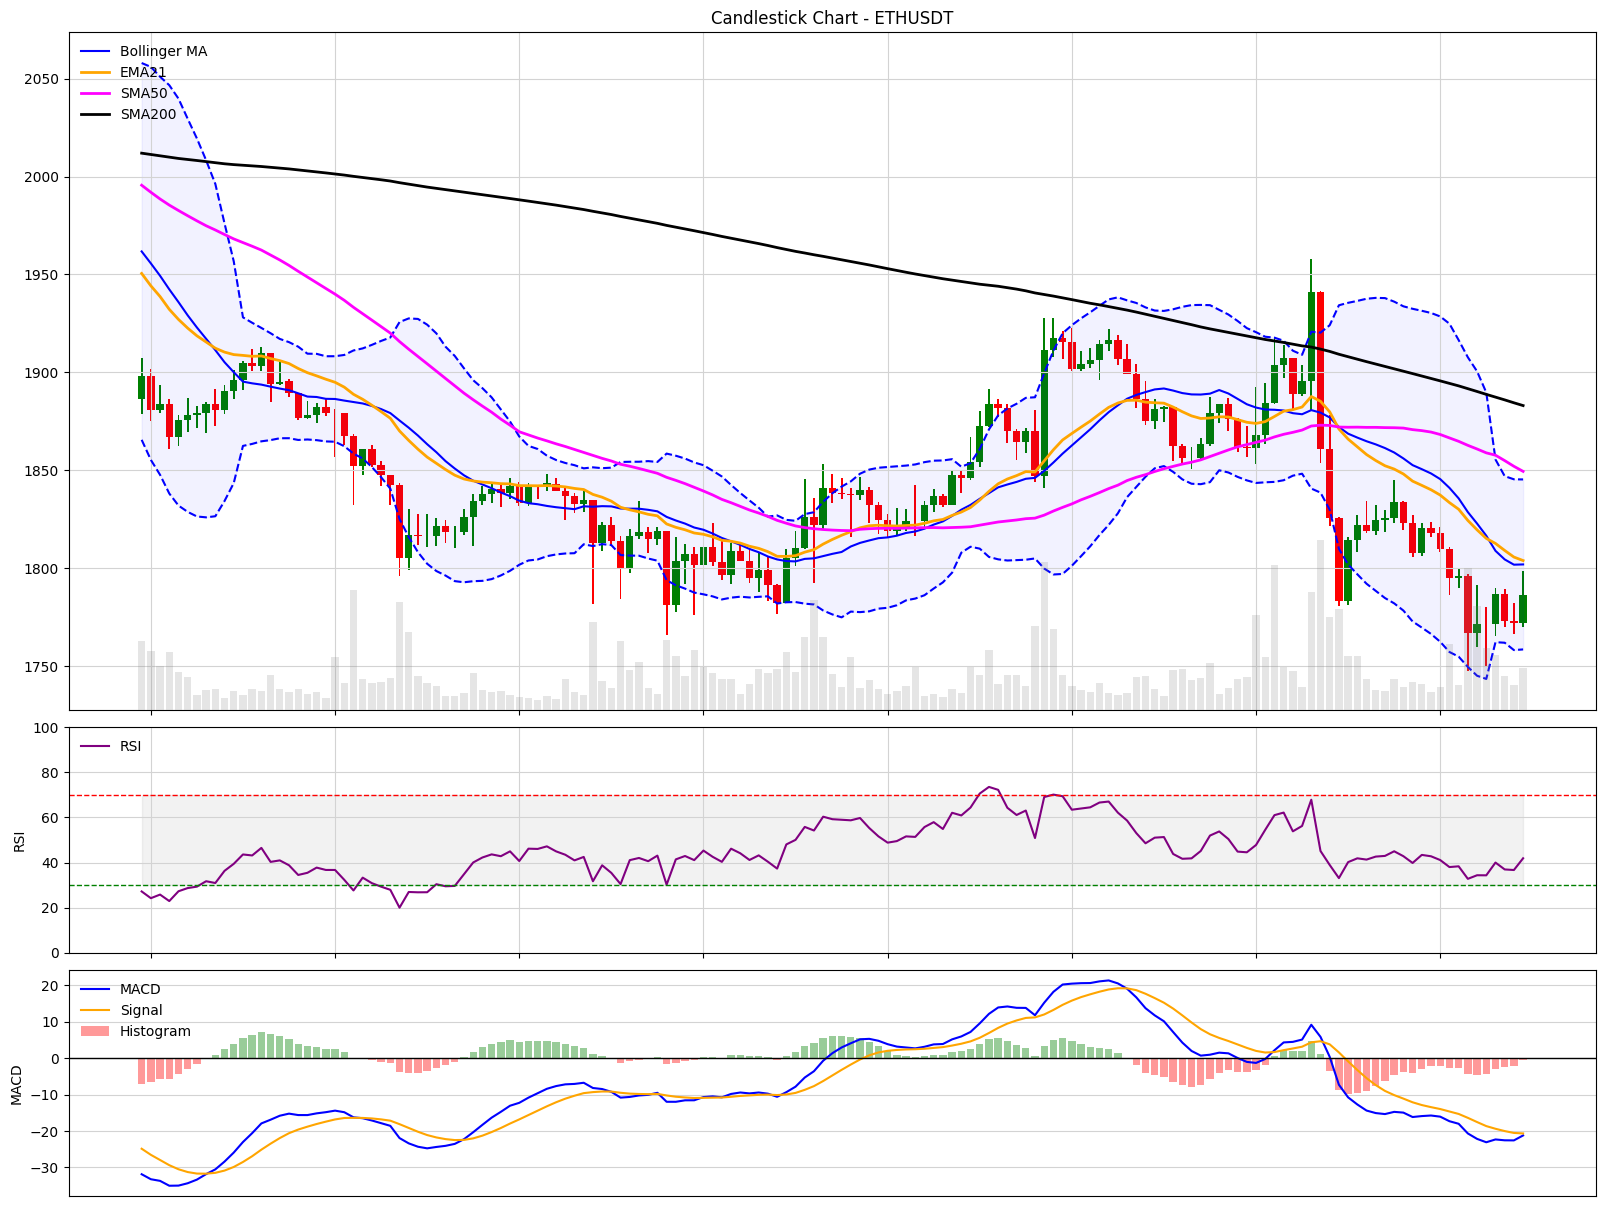 Candlestick Chart - ETHUSDT
Bollinger MA
EMA21
SMA50
SMA200
2050
2000
1950
1900
1850
1800
1750
RSI
100
80
60
40
20
0
RSI
MACD
Signal
Histogram
20
10
0
−10
−20
−30
MACD